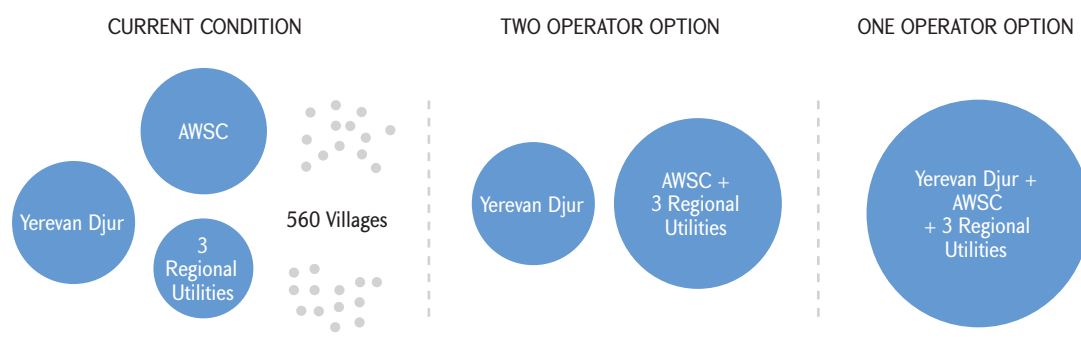 CURRENT CONDITION
AWSC
Yerevan Djur
3
Regional
Utilities
560 Villages
TWO OPERATOR OPTION
Yerevan Djur
AWSC +
3 Regional
Utilities
ONE OPERATOR OPTION
Yerevan Djur +
AWSC
+ 3 Regional
Utilities